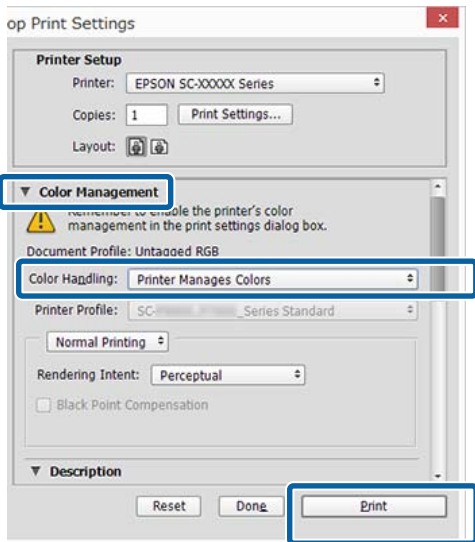 op Print Settings
Printer Setup
Printer: EPSON SC-XXXXX Series
Copies: 1 Print Settings...
Layout:
Color Management
Remember to enable the printer's color
management in the print settings dialog box.
Document Profile: Untagged RGB
Color Handling: Printer Manages Colors
Printer Profile: SC- _Series Standard
Normal Printing
Rendering Intent: Perceptual
Black Point Compensation
Description
Reset Done Print